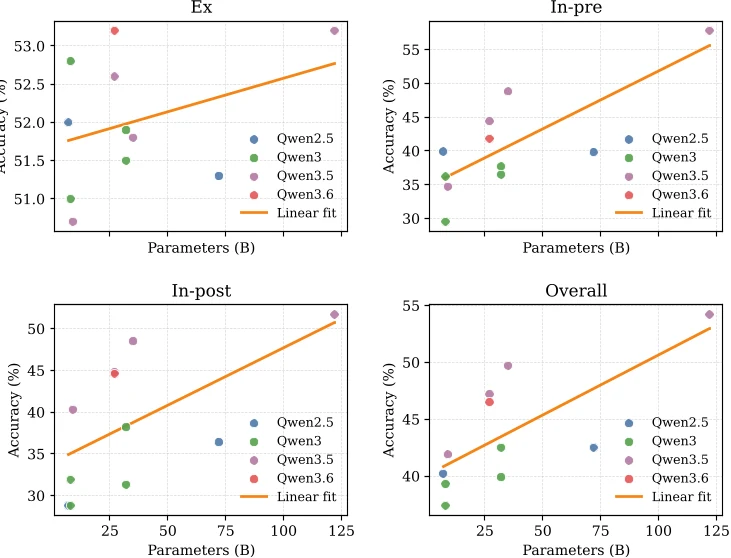 Ex
Accuracy (%)
53.0
52.5
52.0
51.5
51.0
Qwen2.5
Qwen3
Qwen3.5
Qwen3.6
Linear fit
Parameters (B)
In-pre
Accuracy (%)
55
50
45
40
35
30
Qwen2.5
Qwen3
Qwen3.5
Qwen3.6
Linear fit
Parameters (B)
In-post
Accuracy (%)
50
45
40
35
30
Qwen2.5
Qwen3
Qwen3.5
Qwen3.6
Linear fit
25 50 75 100 125
Parameters (B)
Overall
Accuracy (%)
55
50
45
40
Qwen2.5
Qwen3
Qwen3.5
Qwen3.6
Linear fit
25 50 75 100 125
Parameters (B)